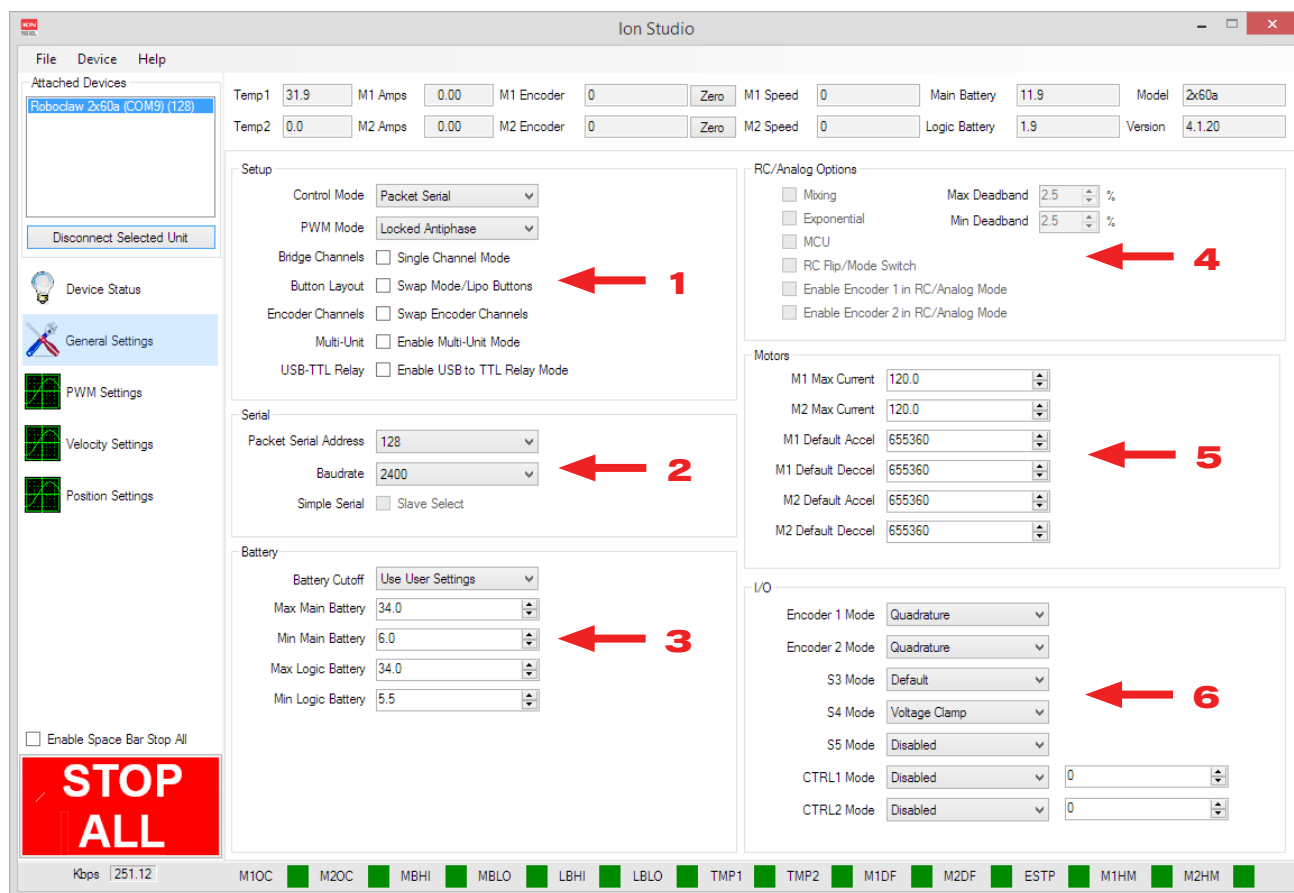 Ion Studio
File Device Help
Attached Devices
Roboclaw 2x60a (COM9) (128)
Disconnect Selected Unit
Device Status
General Settings
PWM Settings
Velocity Settings
Position Settings
Enable Space Bar Stop All
STOP
ALL
Temp1 31.9 M1 Amps 0.00 M1 Encoder 0 Zero M1 Speed 0 Main Battery 11.9 Model 2x60a
Temp2 0.0 M2 Amps 0.00 M2 Encoder 0 Zero M2 Speed 0 Logic Battery 1.9 Version 4.1.20
Setup
Control Mode Packet Serial
PWM Mode Locked Antiphase
Bridge Channels Single Channel Mode
Button Layout Swap Mode/Lipo Buttons
Encoder Channels Swap Encoder Channels
Multi-Unit Enable Multi-Unit Mode
USB-TTL Relay Enable USB to TTL Relay Mode
1
Serial
Packet Serial Address 128
Baudrate 2400
Simple Serial Slave Select
2
Battery
Battery Cutoff Use User Settings
Max Main Battery 34.0
Min Main Battery 6.0
Max Logic Battery 34.0
Min Logic Battery 5.5
3
RC/Analog Options
Mixing Max Deadband 2.5 %
Exponential Min Deadband 2.5 %
MCU
RC Flip/Mode Switch
Enable Encoder 1 in RC/Analog Mode
Enable Encoder 2 in RC/Analog Mode
4
Motors
M1 Max Current 120.0
M2 Max Current 120.0
M1 Default Accel 655360
M1 Default Deccel 655360
M2 Default Accel 655360
M2 Default Deccel 655360
5
I/O
Encoder 1 Mode Quadrature
Encoder 2 Mode Quadrature
S3 Mode Default
S4 Mode Voltage Clamp
S5 Mode Disabled
CTRL1 Mode Disabled 0
CTRL2 Mode Disabled 0
6
Kbps 251.12 M1OC M2OC MBHI MBLO LBHI LBLO TMP1 TMP2 M1DF M2DF ESTP M1HM M2HM